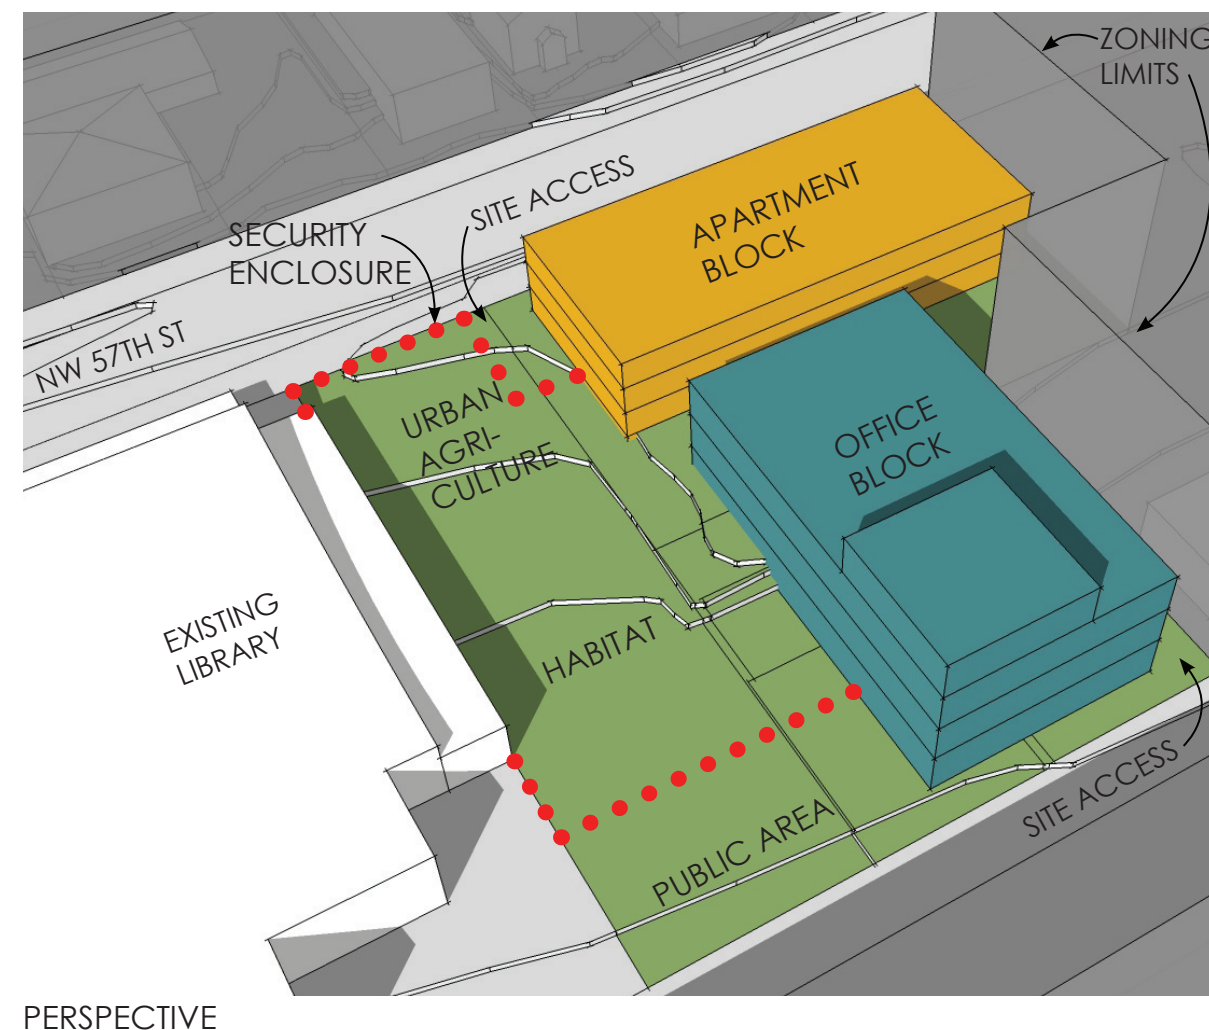 ZONING
LIMITS
SITE ACCESS
APARTMENT
BLOCK
SECURITY
ENCLOSURE
NW 57TH ST
URBAN
AGRI-
CULTURE
OFFICE
BLOCK
EXISTING
LIBRARY
HABITAT
SITE ACCESS
PUBLIC AREA
PERSPECTIVE